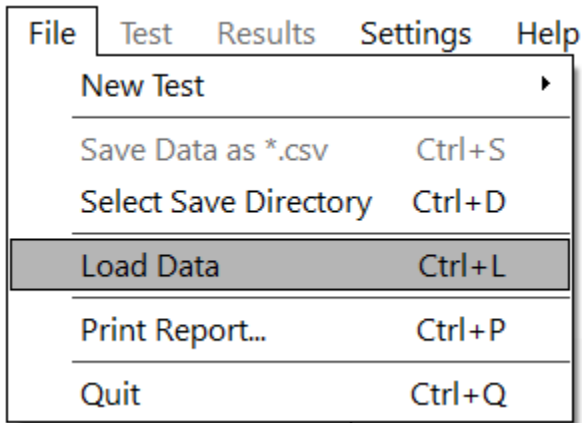 File Test Results Settings Help
New Test
Save Data as *.csv Ctrl+S
Select Save Directory Ctrl+D
Load Data Ctrl+L
Print Report... Ctrl+P
Quit Ctrl+Q